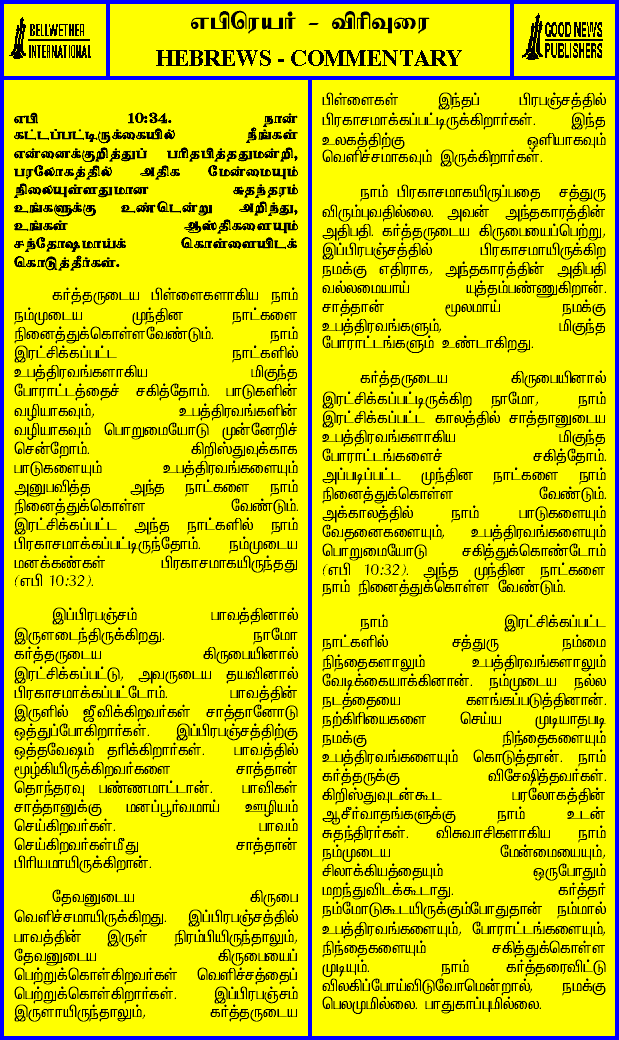 BELLWETHER
INTERNATIONAL
எபிரெயர் - விரிவுரை
HEBREWS - COMMENTARY
GOOD NEWS
PUBLISHERS
எபி 10:34. நான்
கட்டப்பட்டிருக்கையில் நீங்கள்
என்னைக்குறித்துப் பரிதபித்ததுமன்றி,
பரலோகத்தில் அதிக மேன்மையும்
நிலையுள்ளதுமான சுதந்தரம்
உங்களுக்கு உண்டென்று அறிந்து,
உங்கள் ஆஸ்திகளையும்
சந்தோஷமாய்க் கொள்ளையிடக்
கொடுத்தீர்கள்.
கர்த்தருடைய பிள்ளைகளாகிய நாம்
நம்முடைய முந்தின நாட்களை
நினைத்துக்கொள்ளவேண்டும். நாம்
இரட்சிக்கப்பட்ட நாட்களில்
உபத்திரவங்களாகிய மிகுந்த
போராட்டத்தைச் சகித்தோம். பாடுகளின்
வழியாகவும், உபத்திரவங்களின்
வழியாகவும் பொறுமையோடு முன்னேறிச்
சென்றோம். கிறிஸ்துவுக்காக
பாடுகளையும் உபத்திரவங்களையும்
அனுபவித்த அந்த நாட்களை நாம்
நினைத்துக்கொள்ள வேண்டும்.
இரட்சிக்கப்பட்ட அந்த நாட்களில் நாம்
பிரகாசமாக்கப்பட்டிருந்தோம். நம்முடைய
மனக்கண்கள் பிரகாசமாகயிருந்தது
(எபி 10:32).
இப்பிரபஞ்சம் பாவத்தினால்
இருளடைந்திருக்கிறது. நாமோ
கர்த்தருடைய கிருபையினால்
இரட்சிக்கப்பட்டு, அவருடைய தயவினால்
பிரகாசமாக்கப்பட்டோம். பாவத்தின்
இருளில் ஜீவிக்கிறவர்கள் சாத்தானோடு
ஒத்துப்போகிறார்கள். இப்பிரபஞ்சத்திற்கு
ஒத்தவேஷம் தரிக்கிறார்கள். பாவத்தில்
மூழ்கியிருக்கிறவர்களை சாத்தான்
தொந்தரவு பண்ணமாட்டான். பாவிகள்
சாத்தானுக்கு மனப்பூர்வமாய் ஊழியம்
செய்கிறவர்கள். பாவம்
செய்கிறவர்கள்மீது சாத்தான்
பிரியமாயிருக்கிறான்.
தேவனுடைய கிருபை
வெளிச்சமாயிருக்கிறது. இப்பிரபஞ்சத்தில்
பாவத்தின் இருள் நிரம்பியிருந்தாலும்,
தேவனுடைய கிருபையைப்
பெற்றுக்கொள்கிறவர்கள் வெளிச்சத்தைப்
பெற்றுக்கொள்கிறார்கள். இப்பிரபஞ்சம்
இருளாயிருந்தாலும், கர்த்தருடைய
பிள்ளைகள் இந்தப் பிரபஞ்சத்தில்
பிரகாசமாக்கப்பட்டிருக்கிறார்கள். இந்த
உலகத்திற்கு ஒளியாகவும்
வெளிச்சமாகவும் இருக்கிறார்கள்.
நாம் பிரகாசமாகயிருப்பதை சத்துரு
விரும்புவதில்லை. அவன் அந்தகாரத்தின்
அதிபதி. கர்த்தருடைய கிருபையைப்பெற்று,
இப்பிரபஞ்சத்தில் பிரகாசமாயிருக்கிற
நமக்கு எதிராக, அந்தகாரத்தின் அதிபதி
வல்லமையாய் யுத்தம்பண்ணுகிறான்.
சாத்தான் மூலமாய் நமக்கு
உபத்திரவங்களும், மிகுந்த
போராட்டங்களும் உண்டாகிறது.
கர்த்தருடைய கிருபையினால்
இரட்சிக்கப்பட்டிருக்கிற நாமோ, நாம்
இரட்சிக்கப்பட்ட காலத்தில் சாத்தானுடைய
உபத்திரவங்களாகிய மிகுந்த
போராட்டங்களைச் சகித்தோம்.
அப்படிப்பட்ட முந்தின நாட்களை நாம்
நினைத்துக்கொள்ள வேண்டும்.
அக்காலத்தில் நாம் பாடுகளையும்
வேதனைகளையும், உபத்திரவங்களையும்
பொறுமையோடு சகித்துக்கொண்டோம்
(எபி 10:32). அந்த முந்தின நாட்களை
நாம் நினைத்துக்கொள்ள வேண்டும்.
நாம் இரட்சிக்கப்பட்ட
நாட்களில் சத்துரு நம்மை
நிந்தைகளாலும் உபத்திரவங்களாலும்
வேடிக்கையாக்கினான். நம்முடைய நல்ல
நடத்தையை களங்கப்படுத்தினான்.
நற்கிரியைகளை செய்ய முடியாதபடி
நமக்கு நிந்தைகளையும்
உபத்திரவங்களையும் கொடுத்தான். நாம்
கர்த்தருக்கு விசேஷித்தவர்கள்.
கிறிஸ்துவுடன்கூட பரலோகத்தின்
ஆசீர்வாதங்களுக்கு நாம் உடன்
சுதந்திரர்கள். விசுவாசிகளாகிய நாம்
நம்முடைய மேன்மையையும்,
சிலாக்கியத்தையும் ஒருபோதும்
மறந்துவிடக்கூடாது. கர்த்தர்
நம்மோடுகூடயிருக்கும்போதுதான் நம்மால்
உபத்திரவங்களையும், போராட்டங்களையும்,
நிந்தைகளையும் சகித்துக்கொள்ள
முடியும். நாம் கர்த்தரைவிட்டு
விலகிப்போய்விடுவோமென்றால், நமக்கு
பெலமுமில்லை. பாதுகாப்புமில்லை.